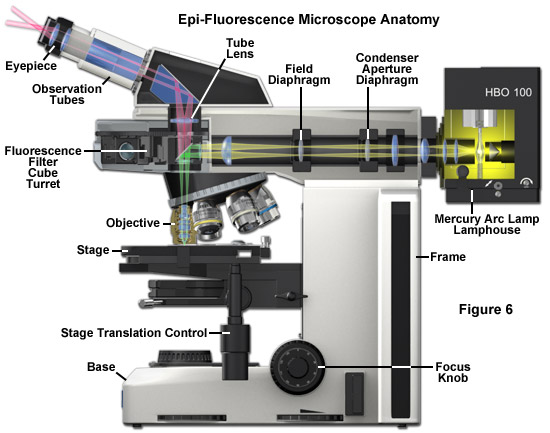 Epi-Fluorescence Microscope Anatomy
Eyepiece
Observation
Tubes
Tube
Lens
Field
Diaphragm
Condenser
Aperture
Diaphragm
HBO 100
Fluorescence
Filter
Cube
Turret
Objective
Stage
Mercury Arc Lamp
Lamphouse
Frame
Figure 6
Stage Translation Control
Base
Focus
Knob